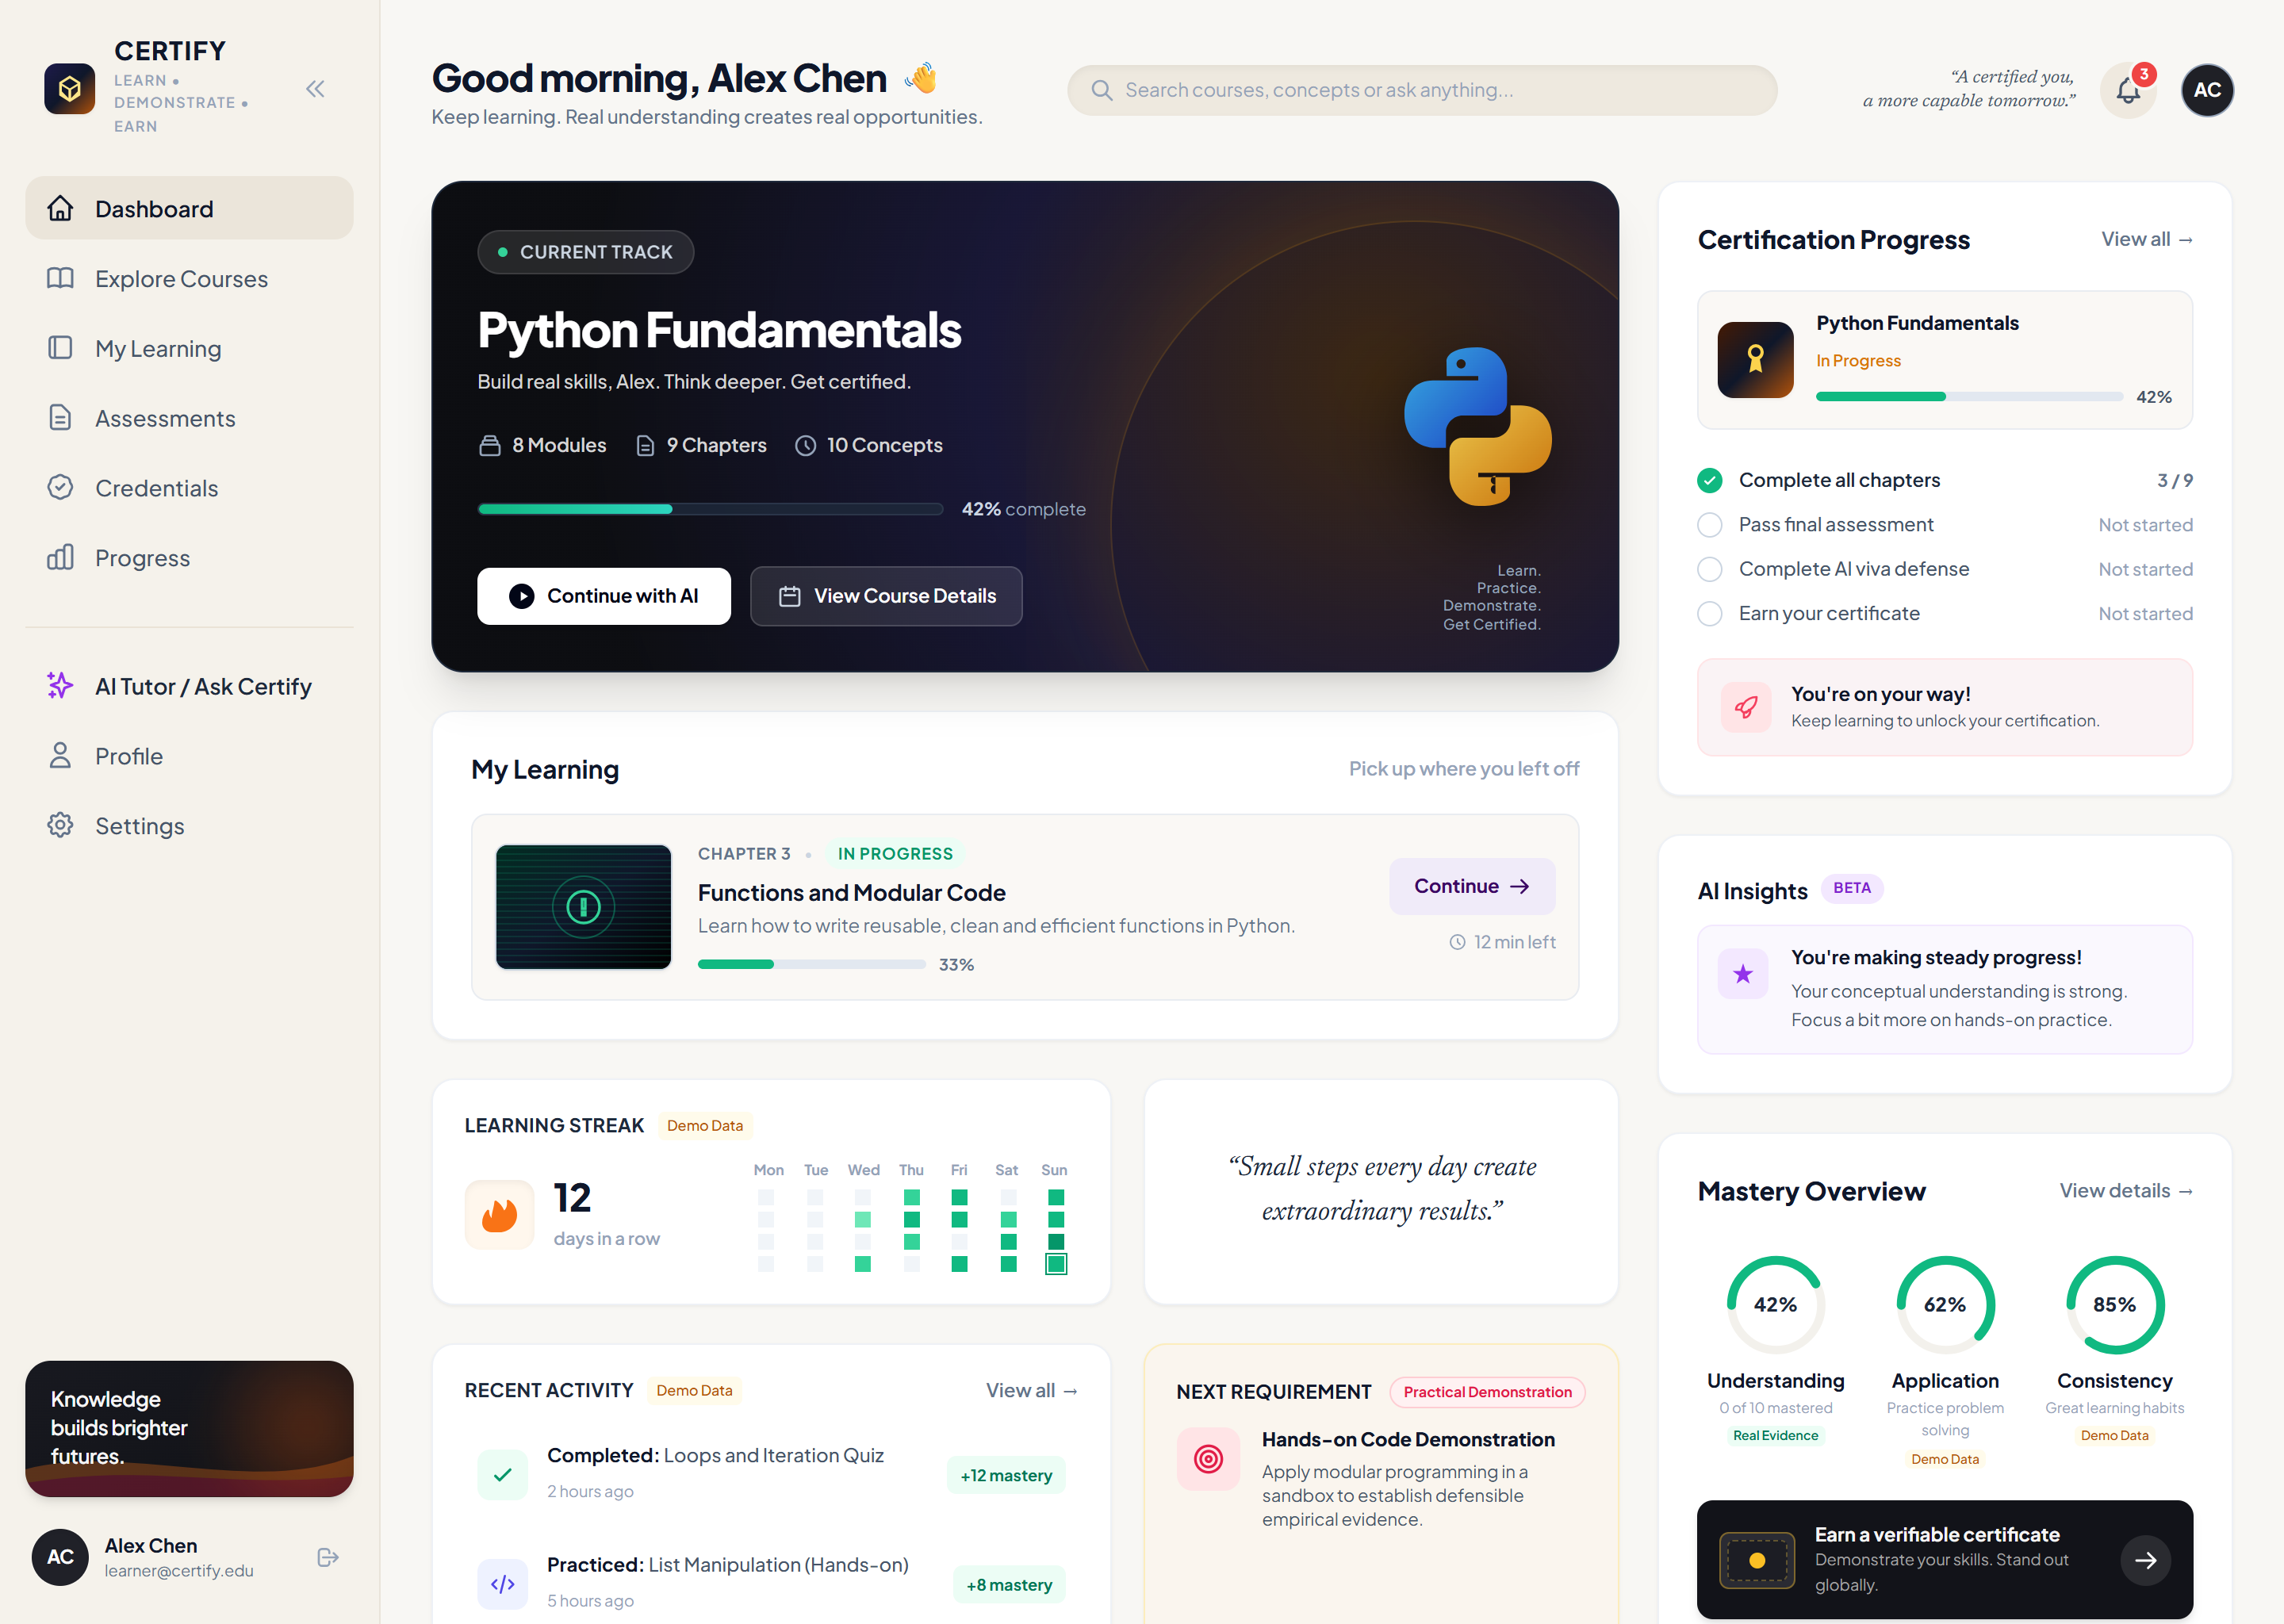 CERTIFY
LEARN •
DEMONSTRATE •
EARN
Dashboard
Explore Courses
My Learning
Assessments
Credentials
Progress
AI Tutor / Ask Certify
Profile
Settings
Knowledge
builds brighter
futures.
AC
Alex Chen
learner@certify.edu
Good morning, Alex Chen 👋
Keep learning. Real understanding creates real opportunities.
Search courses, concepts or ask anything...
“A certified you,
a more capable tomorrow.”
3
AC
CURRENT TRACK
Python Fundamentals
Build real skills, Alex. Think deeper. Get certified.
8 Modules
9 Chapters
10 Concepts
42% complete
Continue with AI
View Course Details
Learn.
Practice.
Demonstrate.
Get Certified.
My Learning
Pick up where you left off
CHAPTER 3 • IN PROGRESS
Functions and Modular Code
Learn how to write reusable, clean and efficient functions in Python.
33%
Continue →
12 min left
LEARNING STREAK
Demo Data
12
days in a row
Mon Tue Wed Thu Fri Sat Sun
“Small steps every day create
extraordinary results.”
RECENT ACTIVITY
Demo Data
View all →
Completed: Loops and Iteration Quiz
2 hours ago
+12 mastery
Practiced: List Manipulation (Hands-on)
5 hours ago
+8 mastery
NEXT REQUIREMENT
Practical Demonstration
Hands-on Code Demonstration
Apply modular programming in a
sandbox to establish defensible
empirical evidence.
Certification Progress
View all →
Python Fundamentals
In Progress
42%
Complete all chapters
3 / 9
Pass final assessment
Not started
Complete AI viva defense
Not started
Earn your certificate
Not started
You're on your way!
Keep learning to unlock your certification.
AI Insights
BETA
You're making steady progress!
Your conceptual understanding is strong.
Focus a bit more on hands-on practice.
Mastery Overview
View details →
42%
Understanding
0 of 10 mastered
Real Evidence
62%
Application
Practice problem
solving
Demo Data
85%
Consistency
Great learning habits
Demo Data
Earn a verifiable certificate
Demonstrate your skills. Stand out
globally.